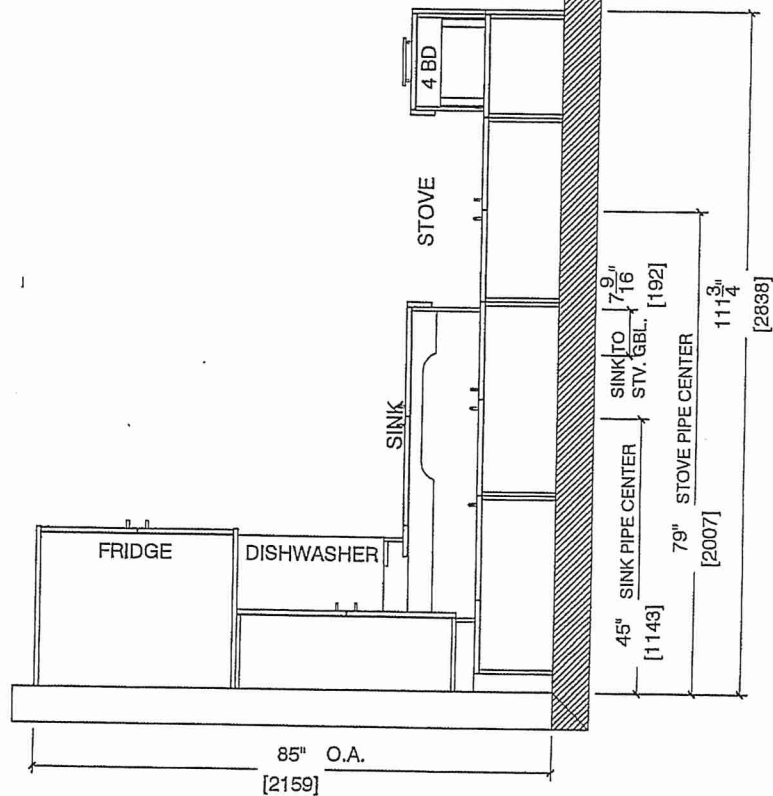 4 BD
STOVE
SINK
FRIDGE
DISHWASHER
7 9/16"
[192]
SINK TO
STV. GBL.
111 3/4"
[2838]
79" STOVE PIPE CENTER
[2007]
45" SINK PIPE CENTER
[1143]
85" O.A.
[2159]